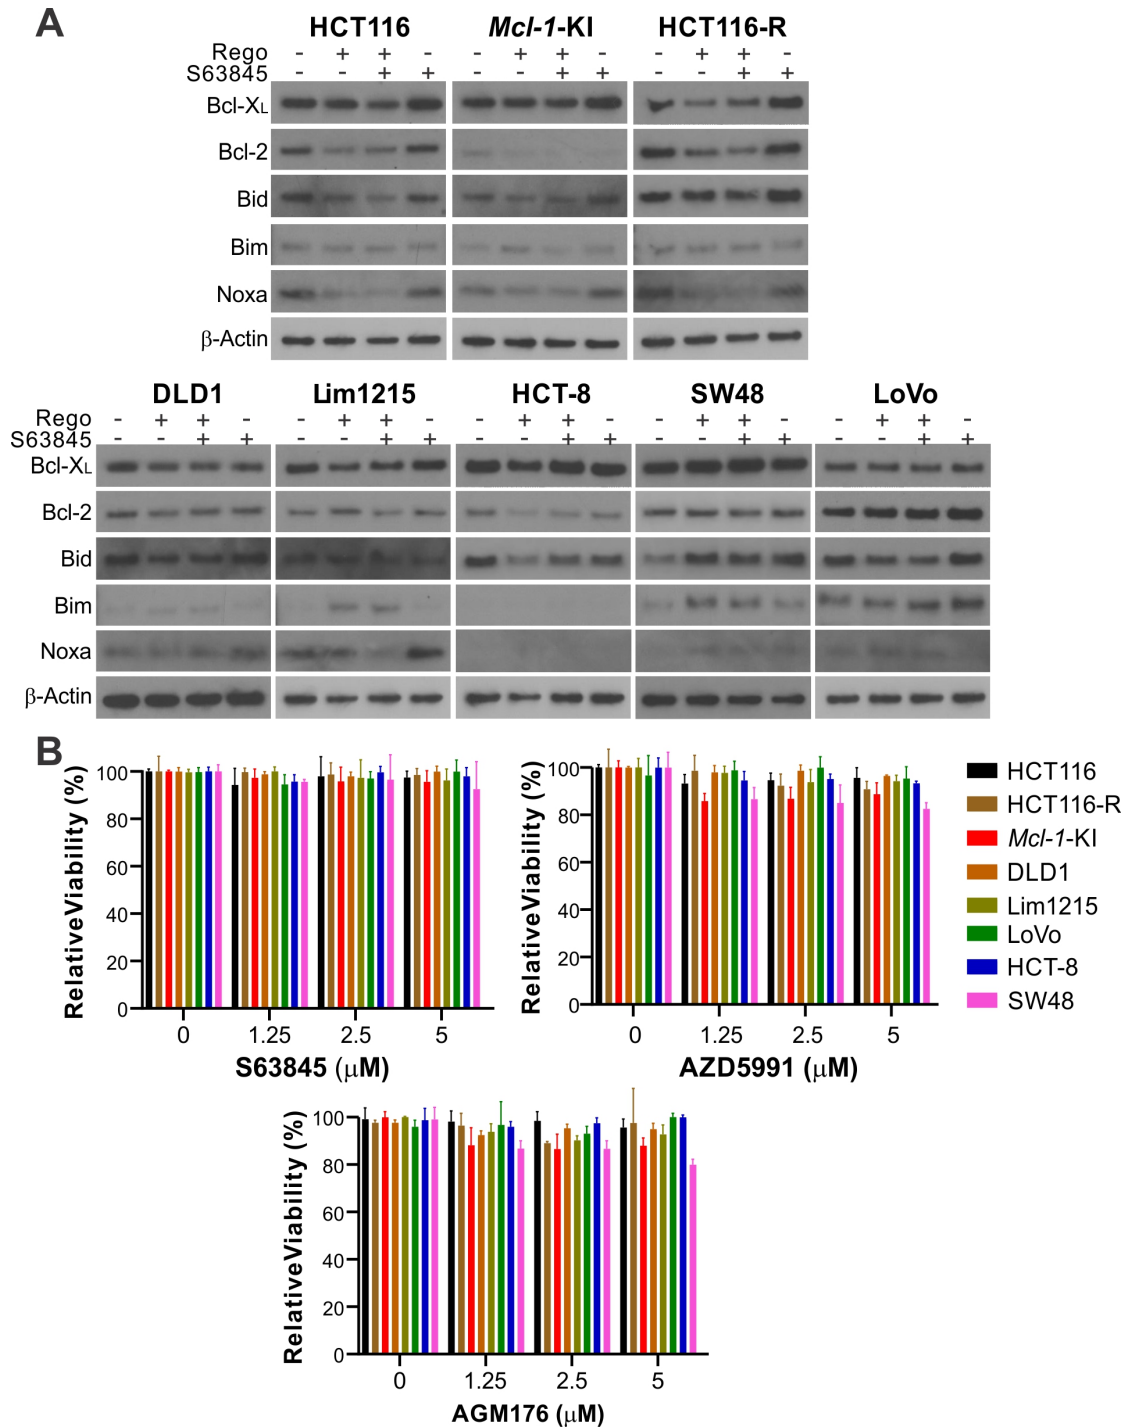 A
HCT116 Mcl-1-KI HCT116-R
Rego - + + - - + + - - + + -
S63845 - - + + - - + + - - + +
Bcl-XL
Bcl-2
Bid
Bim
Noxa
β-Actin
DLD1 Lim1215 HCT-8 SW48 LoVo
Rego - + + - - + + - - + + - - + + - - + + -
S63845 - - + + - - + + - - + + - - + + - - + +
Bcl-XL
Bcl-2
Bid
Bim
Noxa
β-Actin
B
RelativeViability (%)
100
80
60
40
20
0
0 1.25 2.5 5
S63845 (μM)
RelativeViability (%)
100
80
60
40
20
0
0 1.25 2.5 5
AZD5991 (μM)
HCT116
HCT116-R
Mcl-1-KI
DLD1
Lim1215
LoVo
HCT-8
SW48
RelativeViability (%)
100
80
60
40
20
0
0 1.25 2.5 5
AGM176 (μM)